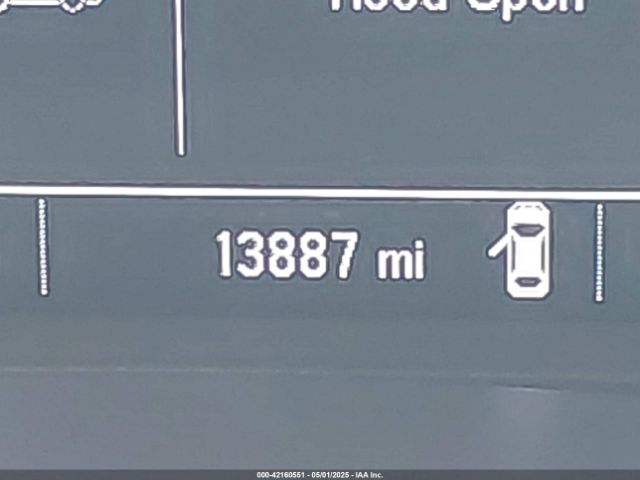 Hood Open
13887 mi
000-42160551 - 05/01/2025 - IAA Inc.